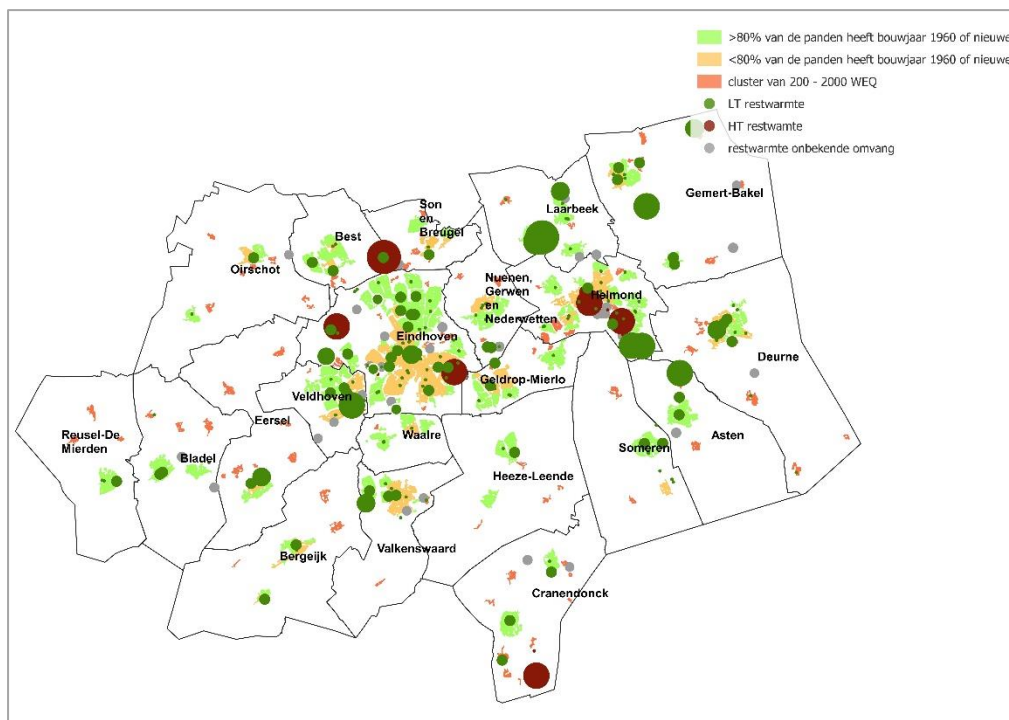 >80% van de panden heeft bouwjaar 1960 of nieuwe
<80% van de panden heeft bouwjaar 1960 of nieuwe
cluster van 200 - 2000 WEQ
LT restwarmte
HT restwamte
restwarmte onbekende omvang
Gemert-Bakel
Laarbeek
Son
en
Breugel
Best
Oirschot
Nuenen,
Gerwen
en
Nederwetten
Helmond
Eindhoven
Deurne
Geldrop-Mierlo
Veldhoven
Eersel
Waalre
Reusel-De
Mierden
Bladel
Asten
Someren
Heeze-Leende
Valkenswaard
Bergeijk
Cranendonck